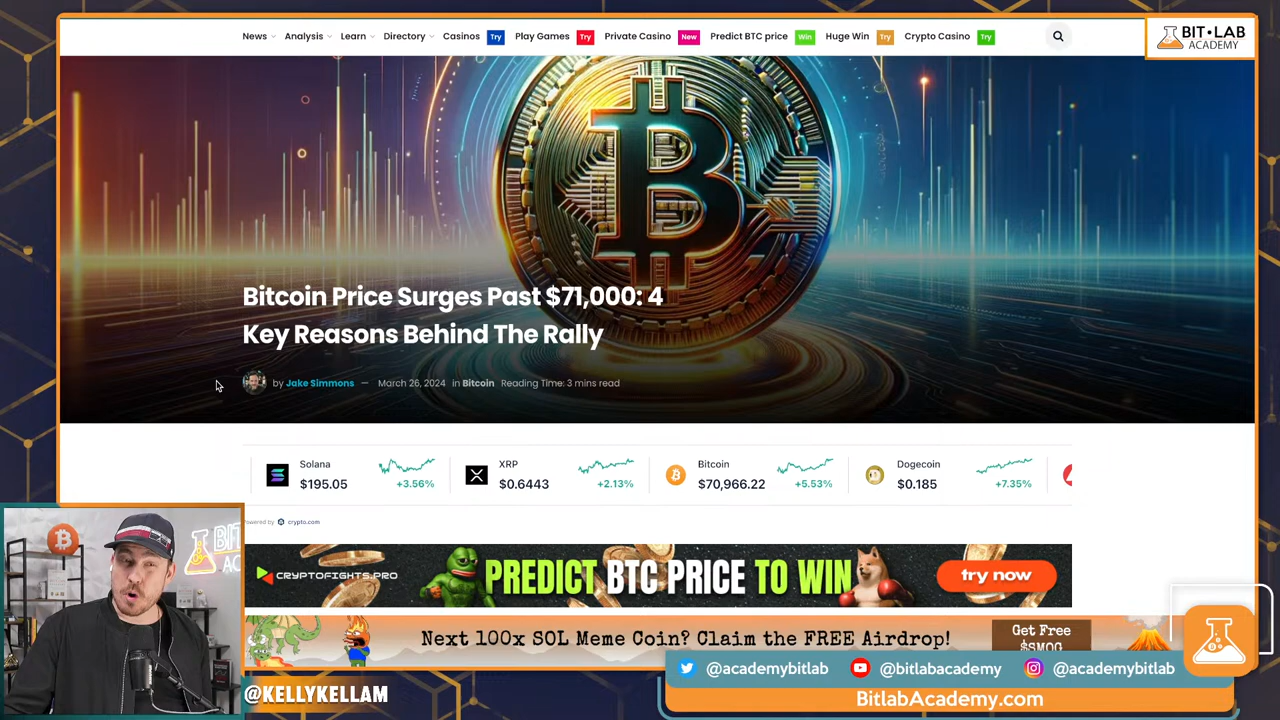 News Analysis Learn Directory Casinos Try Play Games Try Private Casino New Predict BTC price Win Huge Win Try Crypto Casino Try
BIT•LAB
ACADEMY
Bitcoin Price Surges Past $71,000: 4
Key Reasons Behind The Rally
by Jake Simmons — March 26, 2024 in Bitcoin Reading Time: 3 mins read
Solana
$195.05 +3.56%
XRP
$0.6443 +2.13%
Bitcoin
$70,966.22 +5.53%
Dogecoin
$0.185 +7.35%
Powered by crypto.com
CRYPTOFIGHTS.PRO PREDICT BTC PRICE TO WIN try now
Next 100x SOL Meme Coin? Claim the FREE Airdrop! Get Free
$SMOG
BIT
@academybitlab @bitlabacademy @academybitlab
@KELLYKELLAM
BitlabAcademy.com